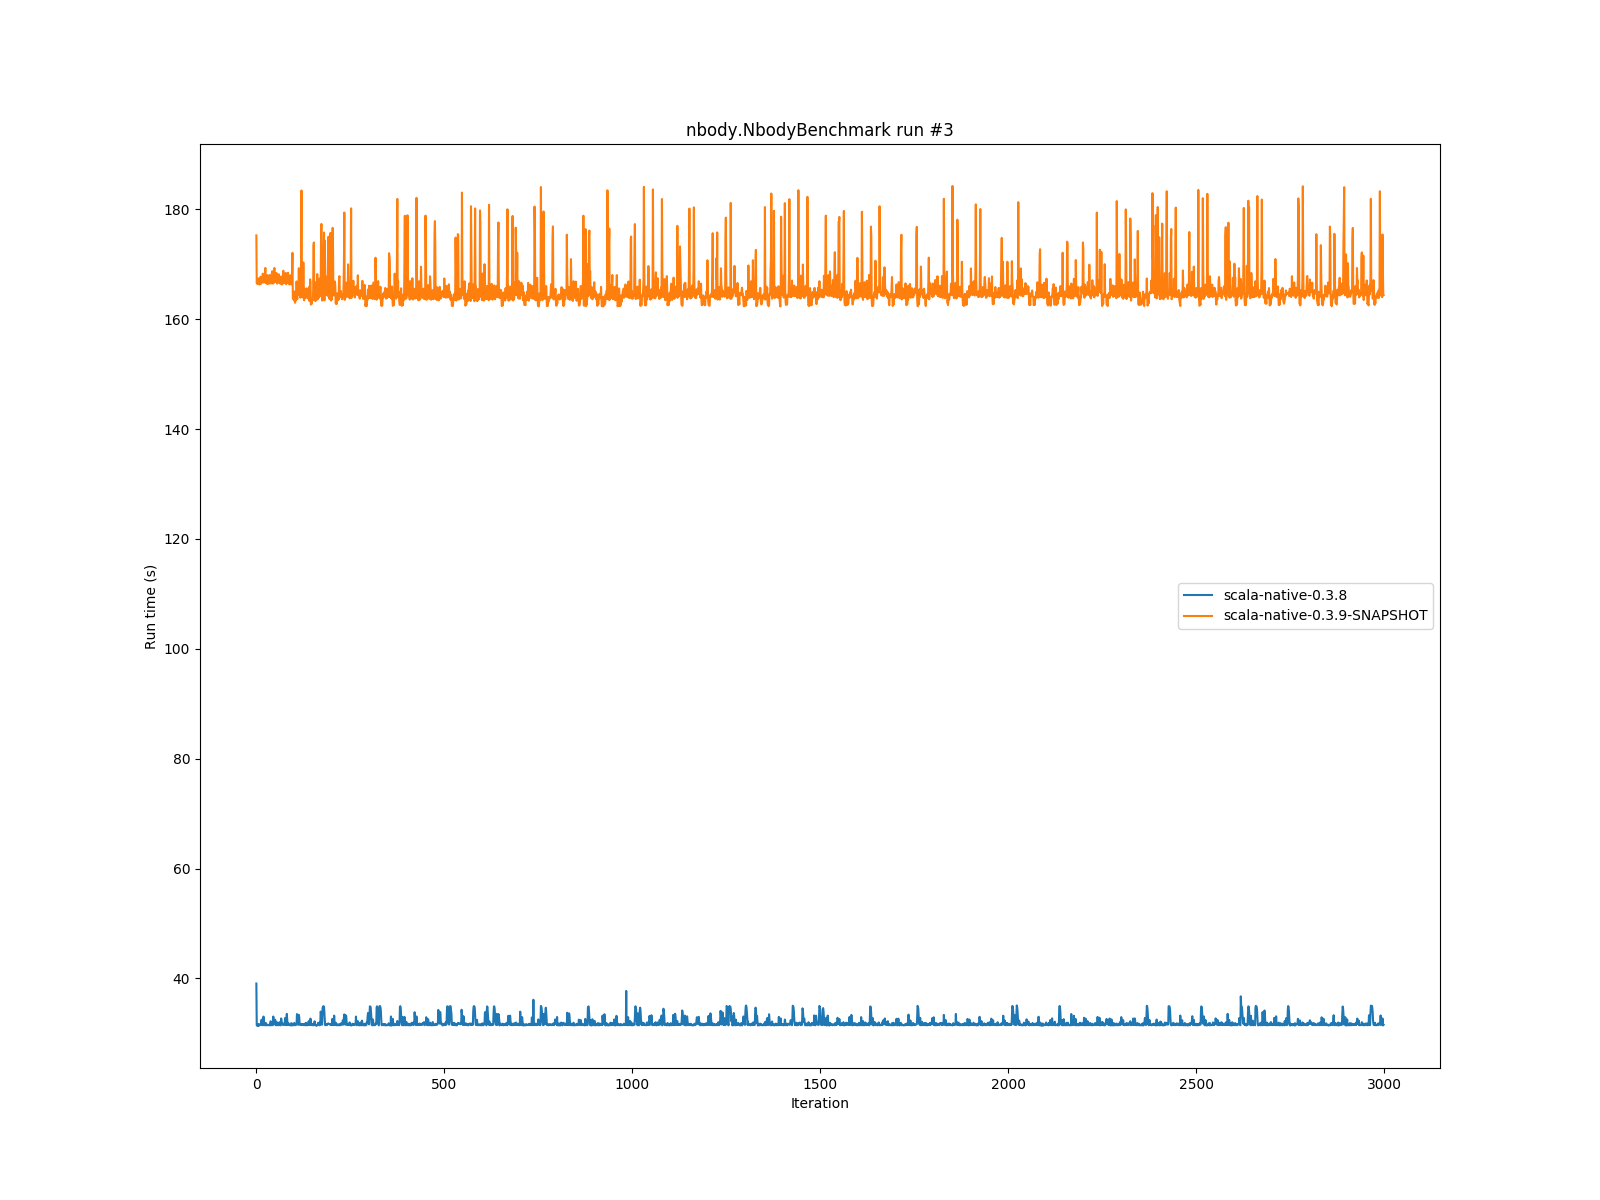 nbody.NbodyBenchmark run #3
180
160
140
120
100
80
60
40
Run time (s)
scala-native-0.3.8
scala-native-0.3.9-SNAPSHOT
0 500 1000 1500 2000 2500 3000
Iteration